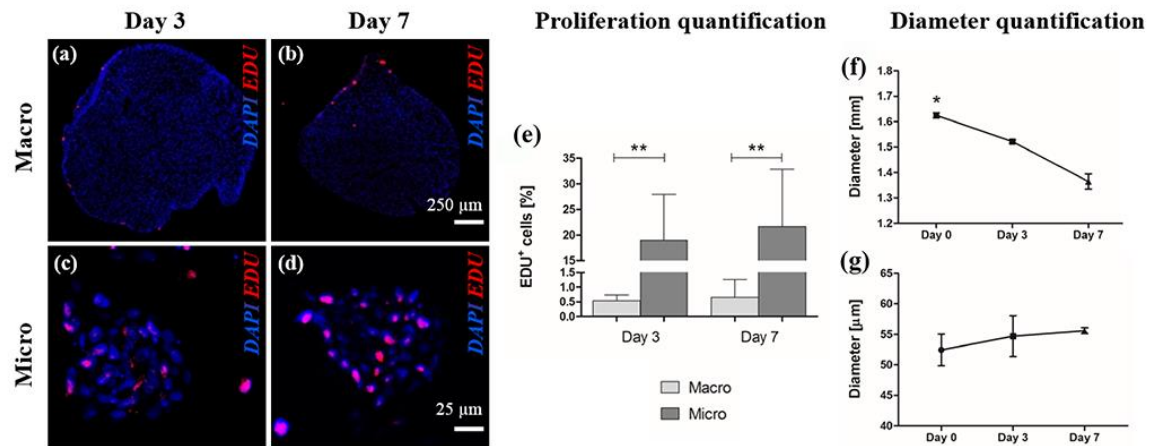 Day 3
Day 7
Proliferation quantification
Diameter quantification
Macro
(a)
DAPI EDU
(b)
DAPI EDU
250 µm
Micro
(c)
DAPI EDU
(d)
DAPI EDU
25 µm
(e)
EDU⁺ cells [%]
35
30
25
20
15
1.5
1.0
0.5
0.0
**
**
Day 3
Day 7
Macro
Micro
(f)
Diameter [mm]
1.8
1.7
1.6
1.5
1.4
1.3
1.2
*
Day 0
Day 3
Day 7
(g)
Diameter [µm]
65
60
55
50
45
40
Day 0
Day 3
Day 7